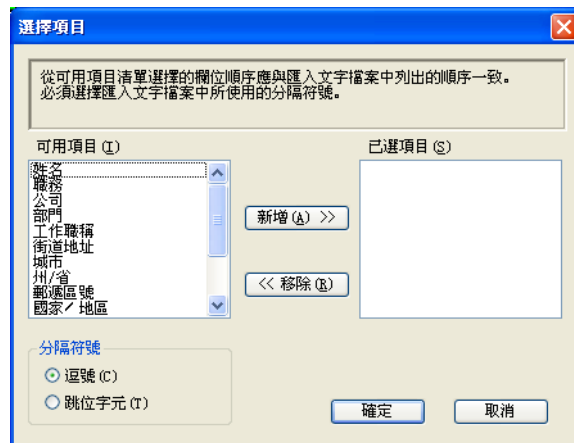 選擇項目
從可用項目清單選擇的欄位順序應與匯入文字檔案中列出的順序一致。
必須選擇匯入文字檔案中所使用的分隔符號。
可用項目(I)
已選項目(S)
姓名
職務
公司
部門
工作職稱
街道地址
城市
州/省
郵遞區號
國家/地區
新增(A) >>
<< 移除(R)
分隔符號
逗號(C)
跳位字元(T)
確定
取消